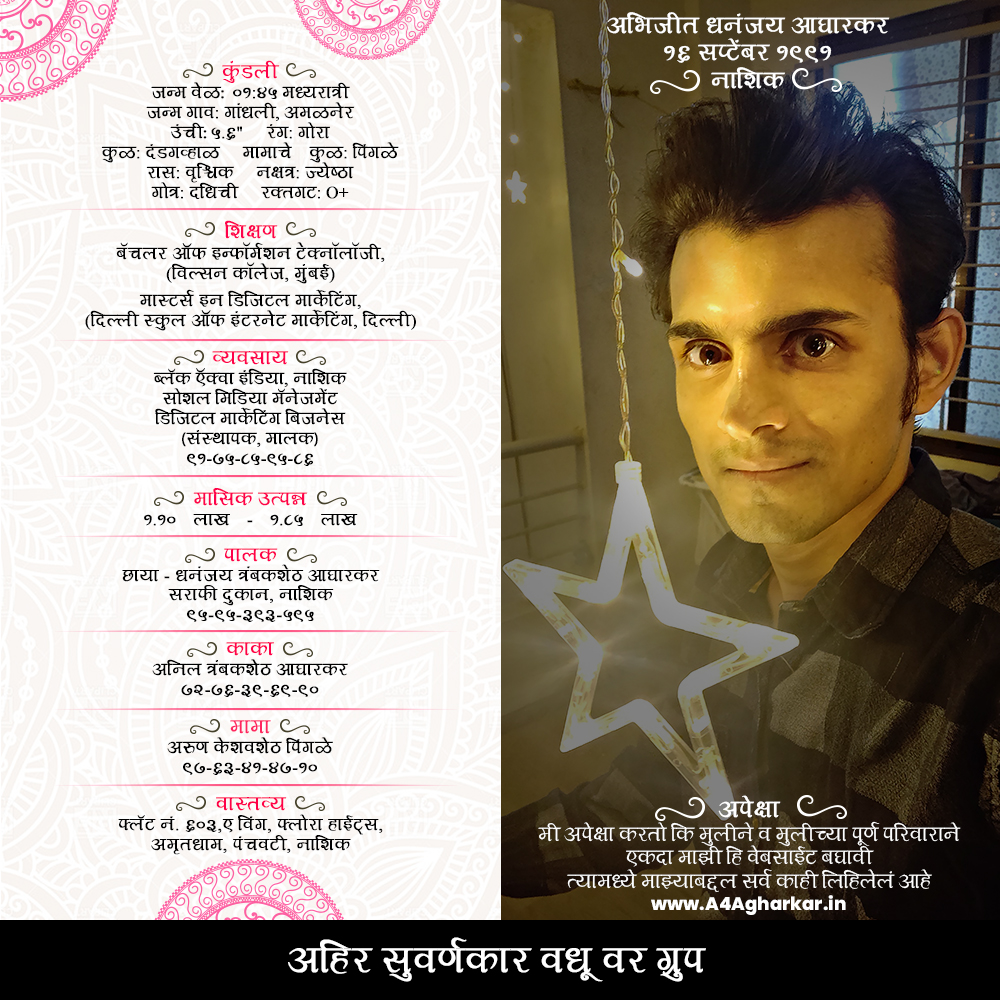 कुंडली
जन्म वेळ: ०१:४५ मध्यरात्री
जन्म गाव: गांधली, अमळनेर
उंची: ५.६" रंग: गोरा
कुळ: दंडगव्हाळ मामाचे कुळ: पिंगळे
रास: वृश्चिक नक्षत्र: ज्येष्ठा
गोत्र: दधिची रक्तगट: O+
शिक्षण
बॅचलर ऑफ इन्फॉर्मशन टेक्नॉलॉजी,
(विल्सन कॉलेज, मुंबई)
मास्टर्स इन डिजिटल मार्केटिंग,
(दिल्ली स्कुल ऑफ इंटरनेट मार्केटिंग, दिल्ली)
व्यवसाय
ब्लॅक ऍक्वा इंडिया, नाशिक
सोशल मिडिया मॅनेजमेंट
डिजिटल मार्केटिंग बिजनेस
(संस्थापक, मालक)
९१-७५-८५-९५-८६
मासिक उत्पन्न
१.१० लाख - १.८५ लाख
पालक
छाया - धनंजय त्रंबकशेठ आघारकर
सराफी दुकान, नाशिक
९५-९५-३९३-५९५
काका
अनिल त्रंबकशेठ आघारकर
७२-७६-३९-६९-९०
मामा
अरुण केशवशेठ पिंगळे
९७-६३-४१-४७-१०
वास्तव्य
फ्लॅट नं. ६०३,ए विंग, फ्लोरा हाईट्स,
अमृतधाम, पंचवटी, नाशिक
अभिजीत धनंजय आघारकर
१६ सप्टेंबर १९९१
नाशिक
अपेक्षा
मी अपेक्षा करतो कि मुलीने व मुलीच्या पूर्ण परिवाराने
एकदा माझी हि वेबसाईट बघावी
त्यामध्ये माझ्याबद्दल सर्व काही लिहिलेलं आहे
www.A4Agharkar.in
अहिर सुवर्णकार वधू वर ग्रुप